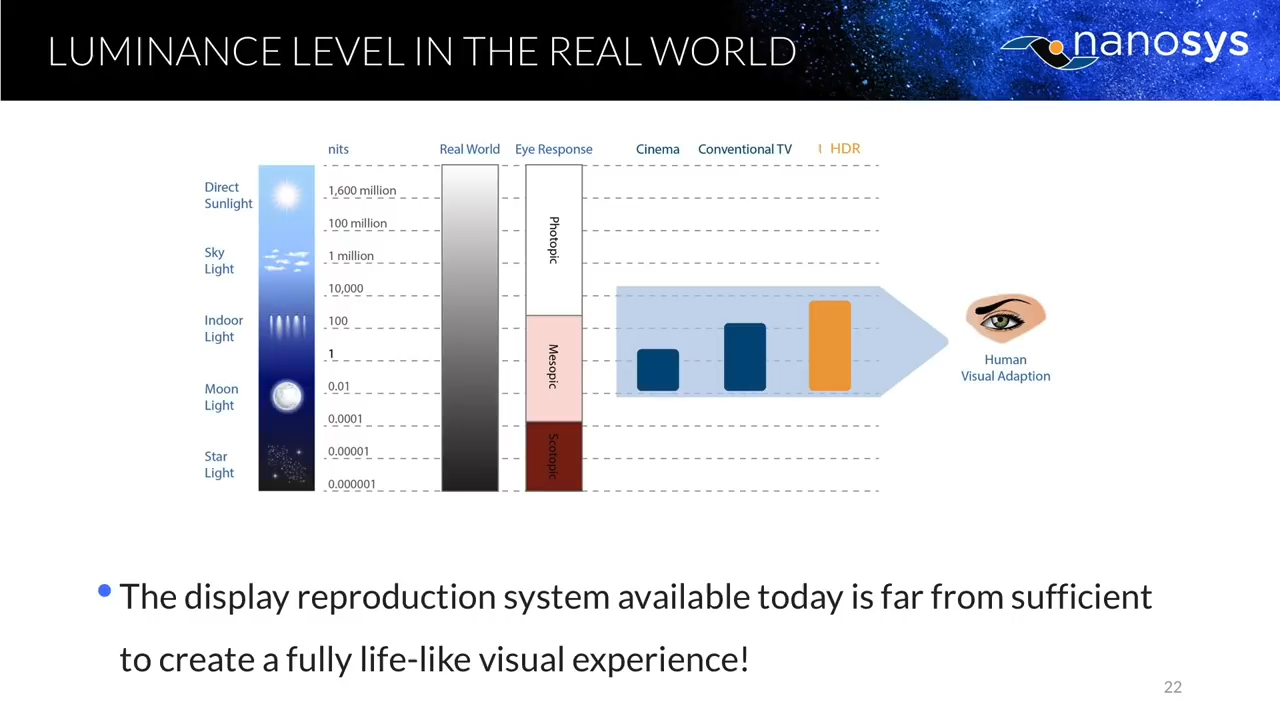 LUMINANCE LEVEL IN THE REAL WORLD
nanosys
nits
Real World
Eye Response
Cinema
Conventional TV
HDR
Direct
Sunlight
Sky
Light
Indoor
Light
Moon
Light
Star
Light
1,600 million
100 million
1 million
10,000
100
1
0.01
0.0001
0.00001
0.000001
Photopic
Mesopic
Scotopic
Human
Visual Adaption
• The display reproduction system available today is far from sufficient
to create a fully life-like visual experience!
22